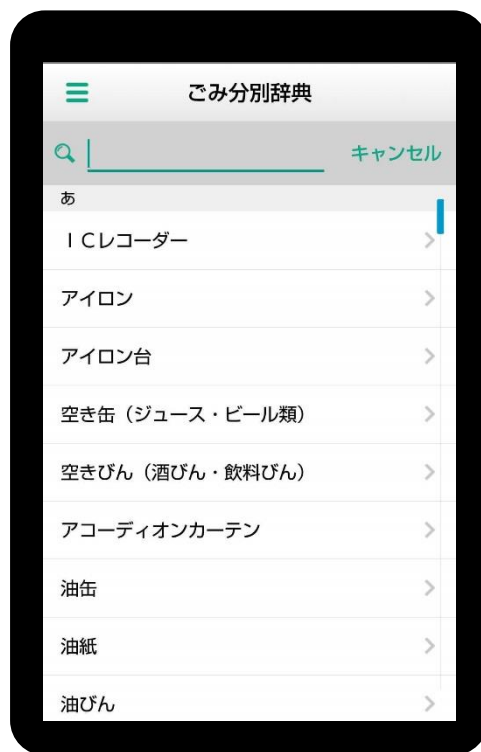 ごみ分別辞典
キャンセル
あ
ＩＣレコーダー
アイロン
アイロン台
空き缶（ジュース・ビール類）
空きびん（酒びん・飲料びん）
アコーディオンカーテン
油缶
油紙
油びん